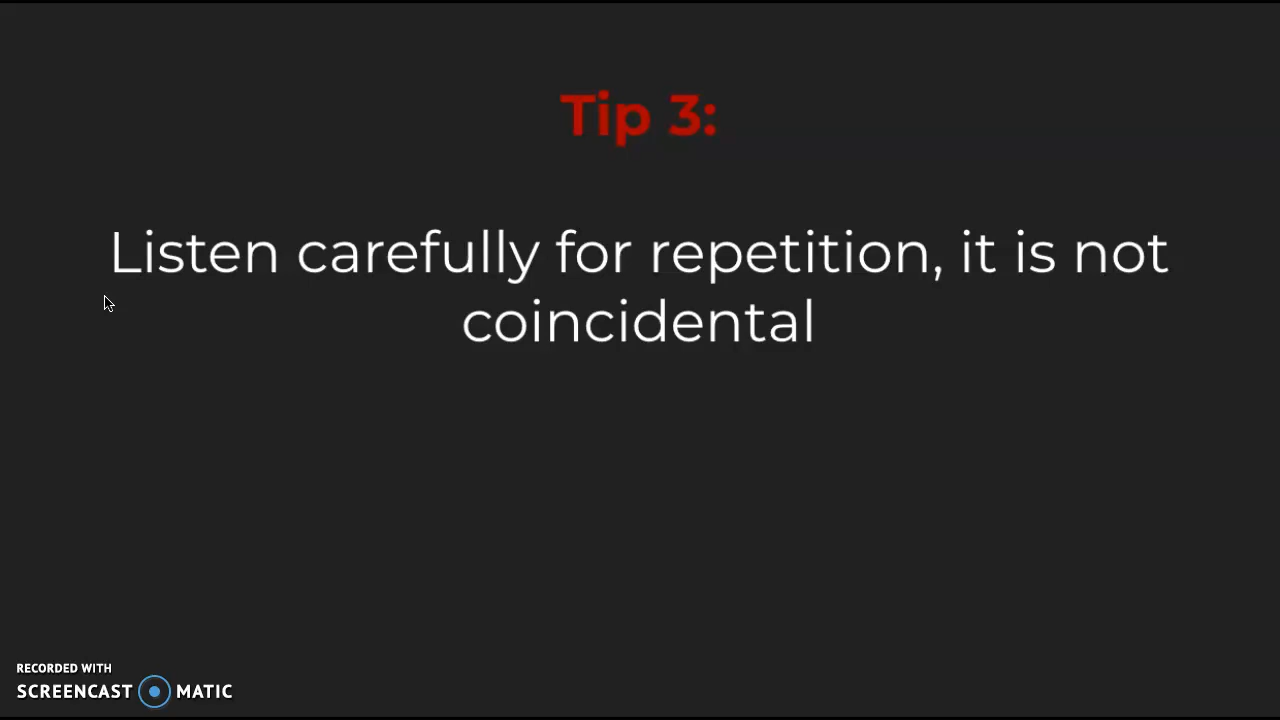 Tip 3:
Listen carefully for repetition, it is not
coincidental
RECORDED WITH
SCREENCAST MATIC